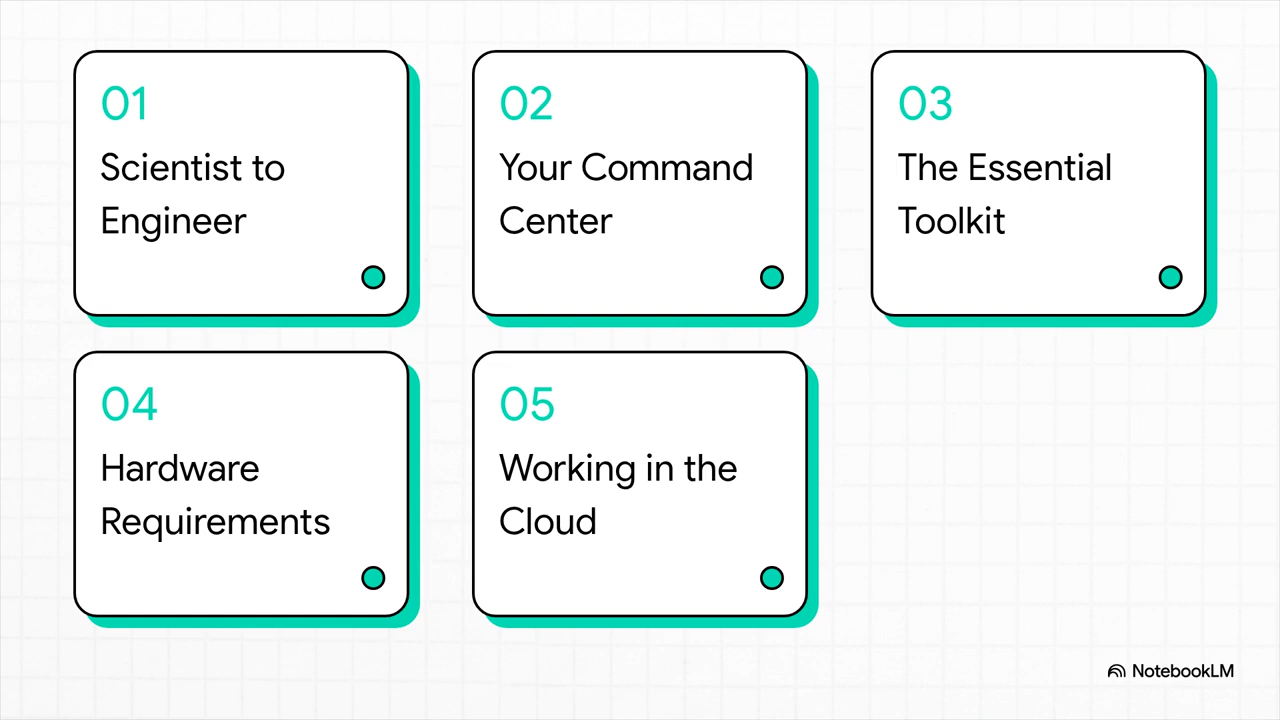 01
Scientist to
Engineer
02
Your Command
Center
03
The Essential
Toolkit
04
Hardware
Requirements
05
Working in the
Cloud
NotebookLM